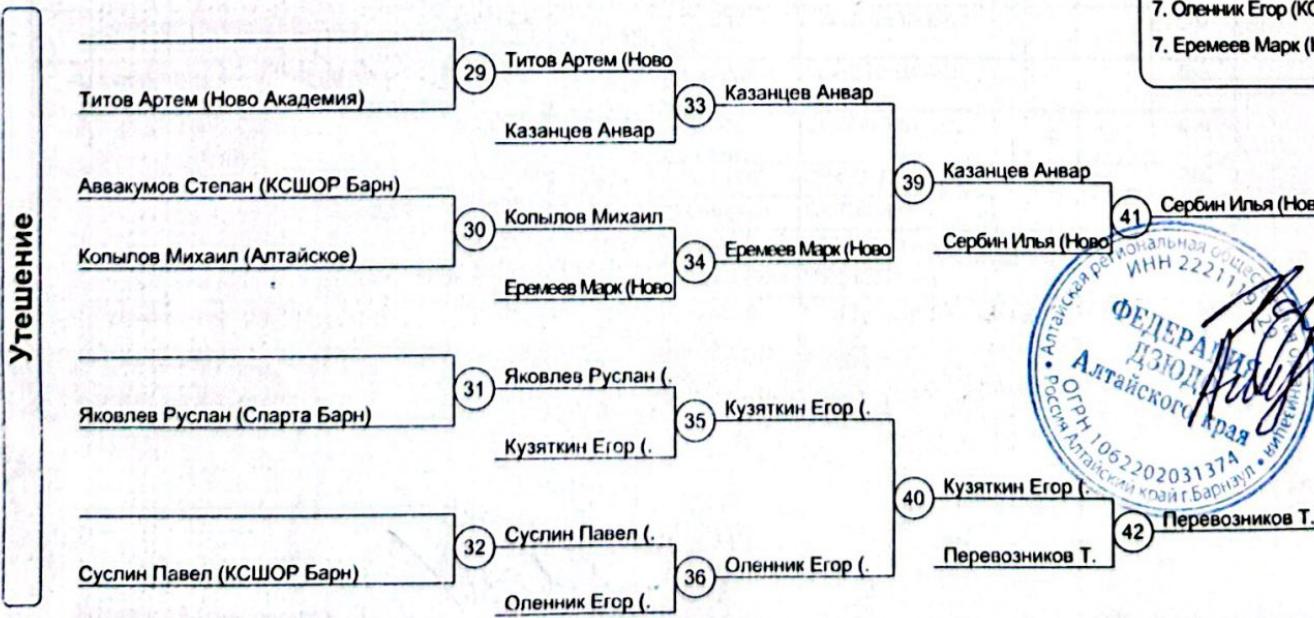 7. Оленник Егор (КС
7. Еремеев Марк (
Утешение
Титов Артем (Ново Академия)
29
Титов Артем (Ново
Казанцев Анвар
33
Казанцев Анвар
Аввакумов Степан (КСШОР Барн)
Копылов Михаил (Алтайское)
30
Копылов Михаил
Еремеев Марк (Ново
34
Еремеев Марк (Ново
39
Казанцев Анвар
Сербин Илья (Ново
41
Сербин Илья (Нов
Яковлев Руслан (Спарта Барн)
31
Яковлев Руслан (.
Кузяткин Егор (.
35
Кузяткин Егор (.
Суслин Павел (КСШОР Барн)
32
Суслин Павел (.
Оленник Егор (.
36
Оленник Егор (.
40
Кузяткин Егор (.
Перевозников Т.
42
Перевозников Т.
Алтайская региональная
ИНН 222111
ФЕДЕРАЦИЯ
ДЗЮДО
Алтайского края
ОГРН 1062202031374
Россия Алтайский край г.Барнаул